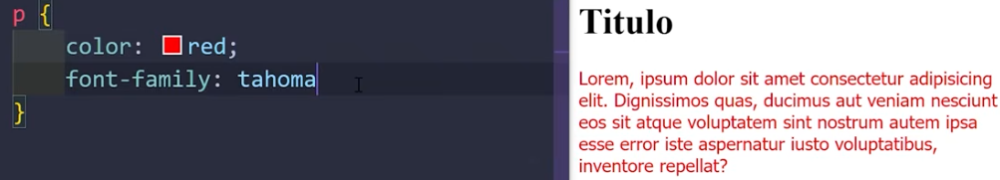 p {
color: red;
font-family: tahoma
}
Titulo
Lorem, ipsum dolor sit amet consectetur adipisicing
elit. Dignissimos quas, ducimus aut veniam nesciunt
eos sit atque voluptatem sint nostrum autem ipsa
esse error iste aspernatur iusto voluptatibus,
inventore repellat?